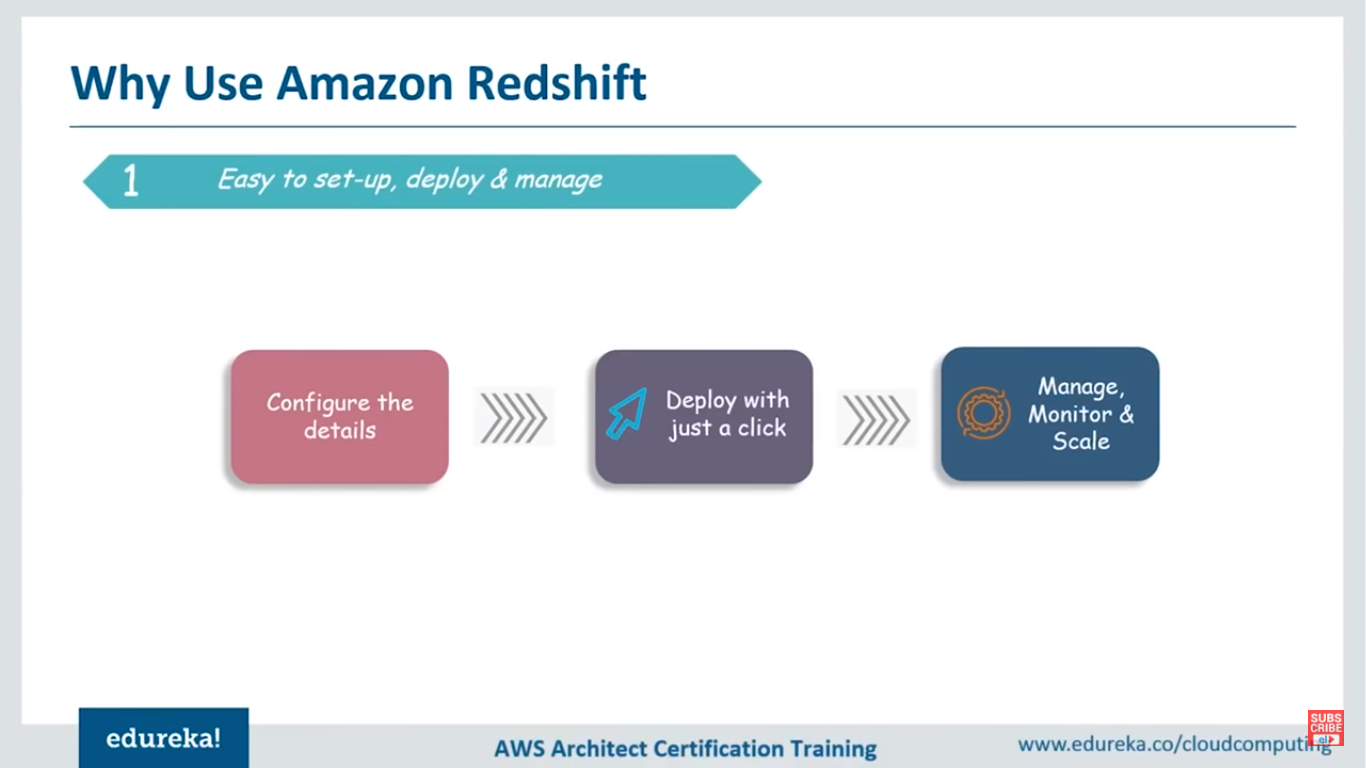 Why Use Amazon Redshift
1 Easy to set-up, deploy & manage
Configure the
details
Deploy with
just a click
Manage,
Monitor &
Scale
edureka!
AWS Architect Certification Training
www.edureka.co/cloudcomputing
SUBS
CRIBE